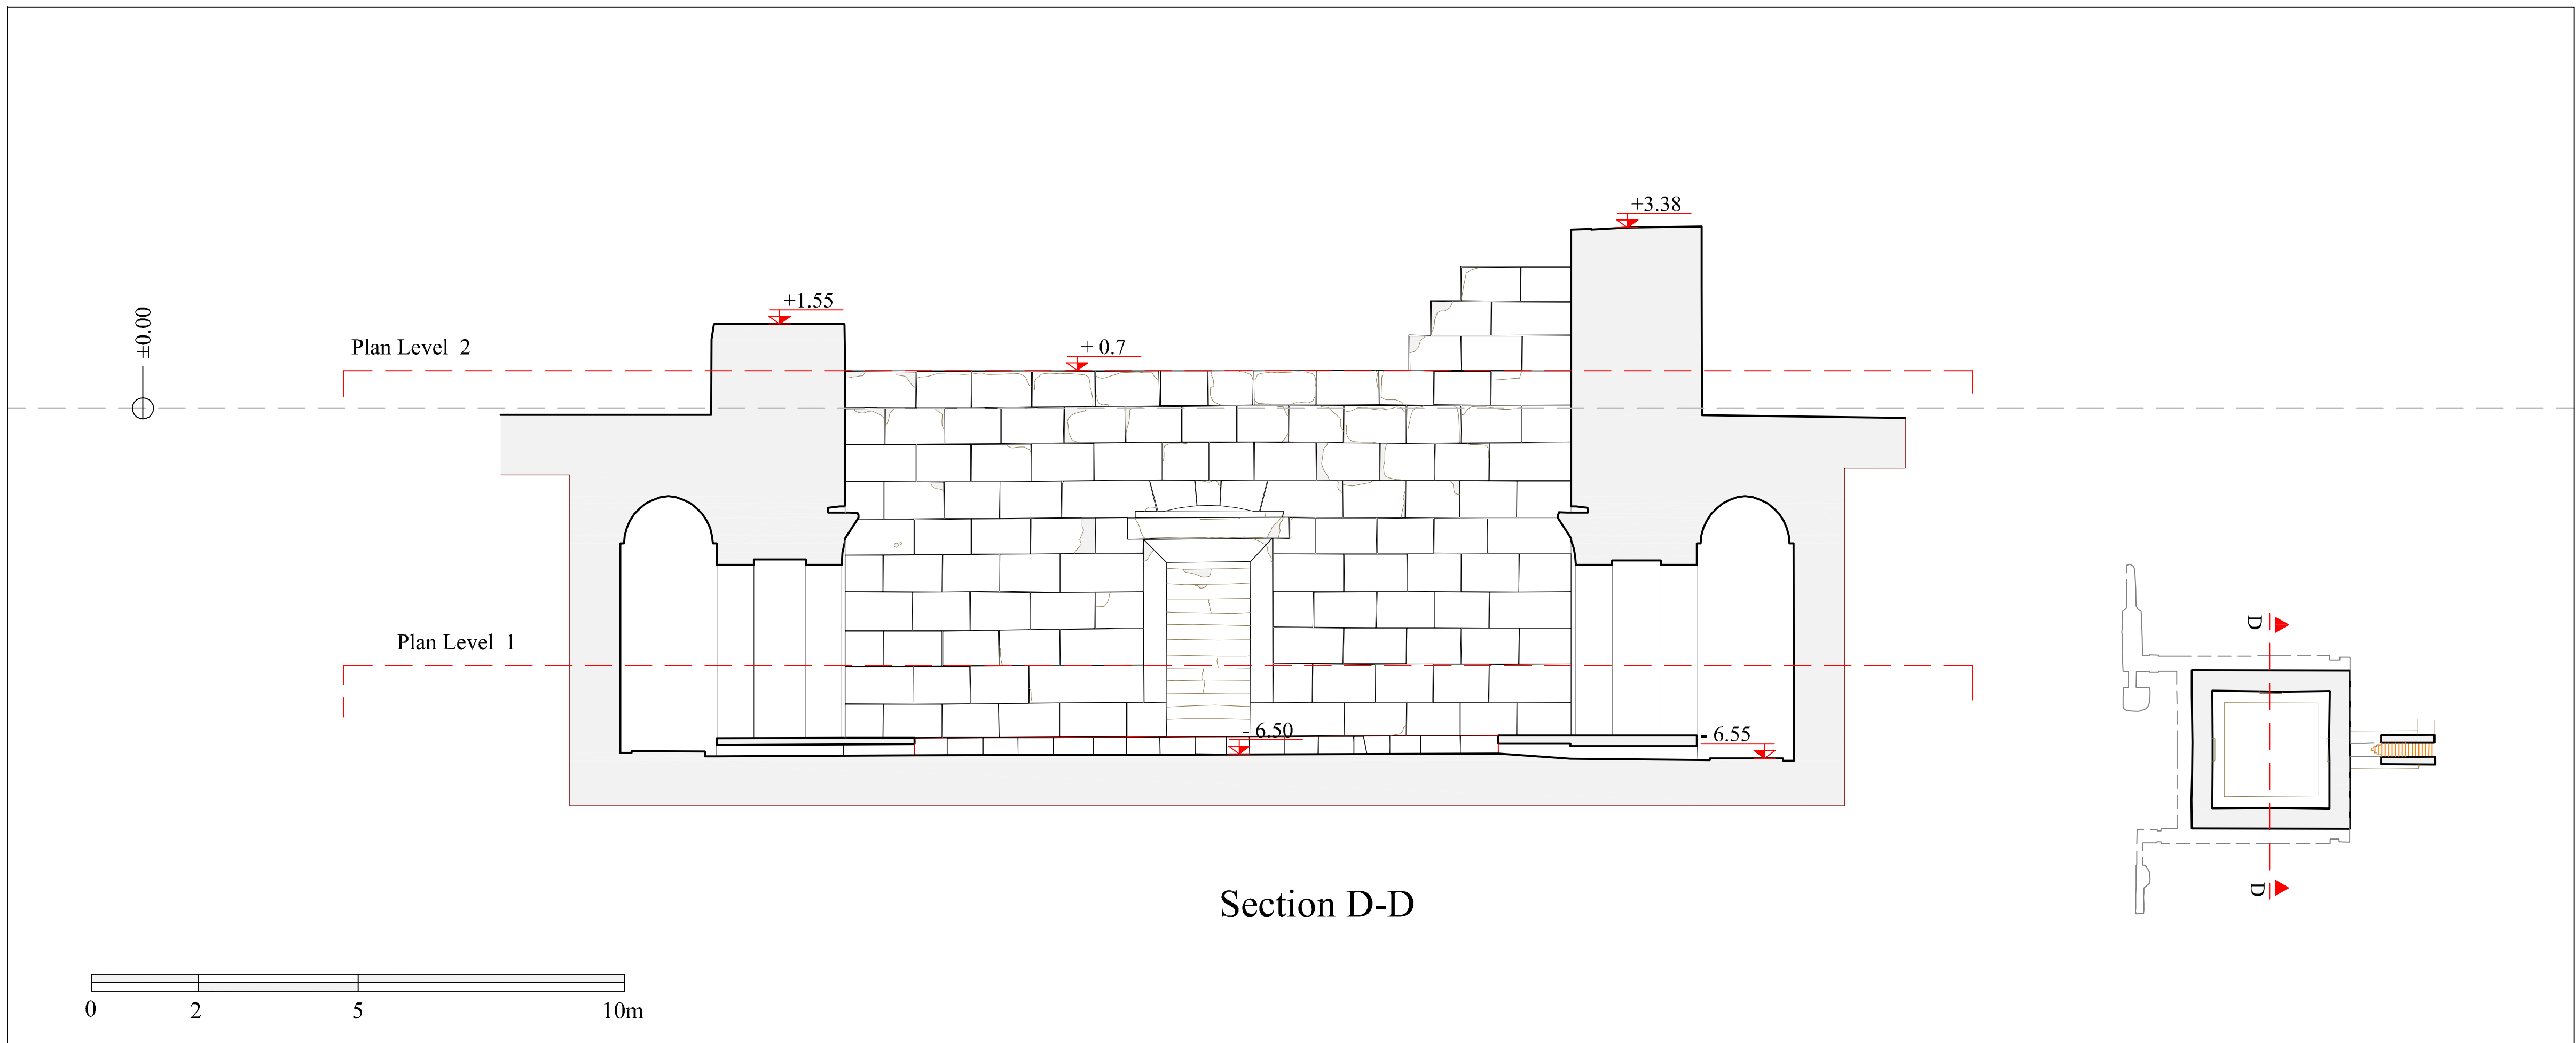 +3.38
+1.55
±0.00
Plan Level 2
+ 0.7
Plan Level 1
- 6.50
- 6.55
D
D
Section D-D
0 2 5 10m